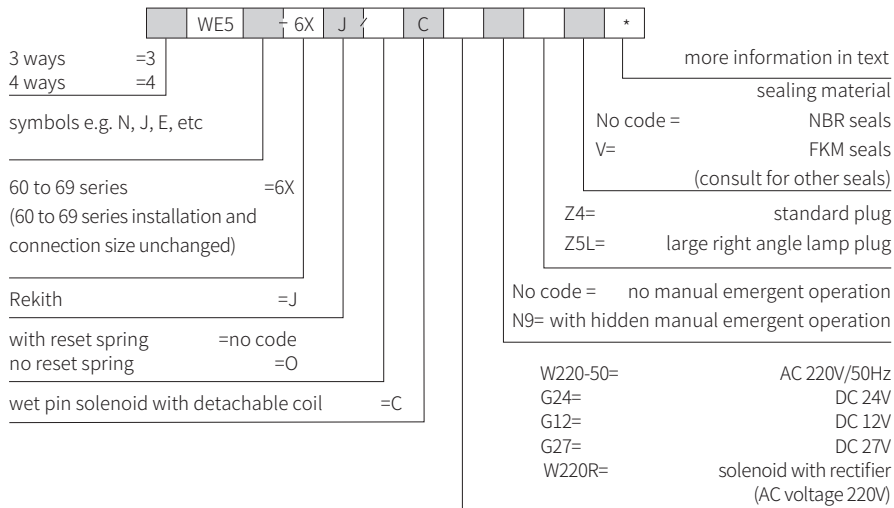 WE5 - 6X J / C *
3 ways =3
4 ways =4
symbols e.g. N, J, E, etc
60 to 69 series =6X
(60 to 69 series installation and
connection size unchanged)
Rekith =J
with reset spring =no code
no reset spring =O
wet pin solenoid with detachable coil =C
more information in text
sealing material
No code = NBR seals
V= FKM seals
(consult for other seals)
Z4= standard plug
Z5L= large right angle lamp plug
No code = no manual emergent operation
N9= with hidden manual emergent operation
W220-50= AC 220V/50Hz
G24= DC 24V
G12= DC 12V
G27= DC 27V
W220R= solenoid with rectifier
(AC voltage 220V)